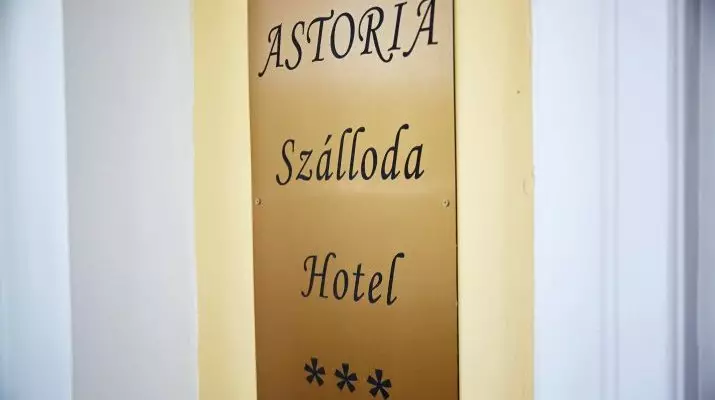 ASTORIA
Szálloda
Hotel
***